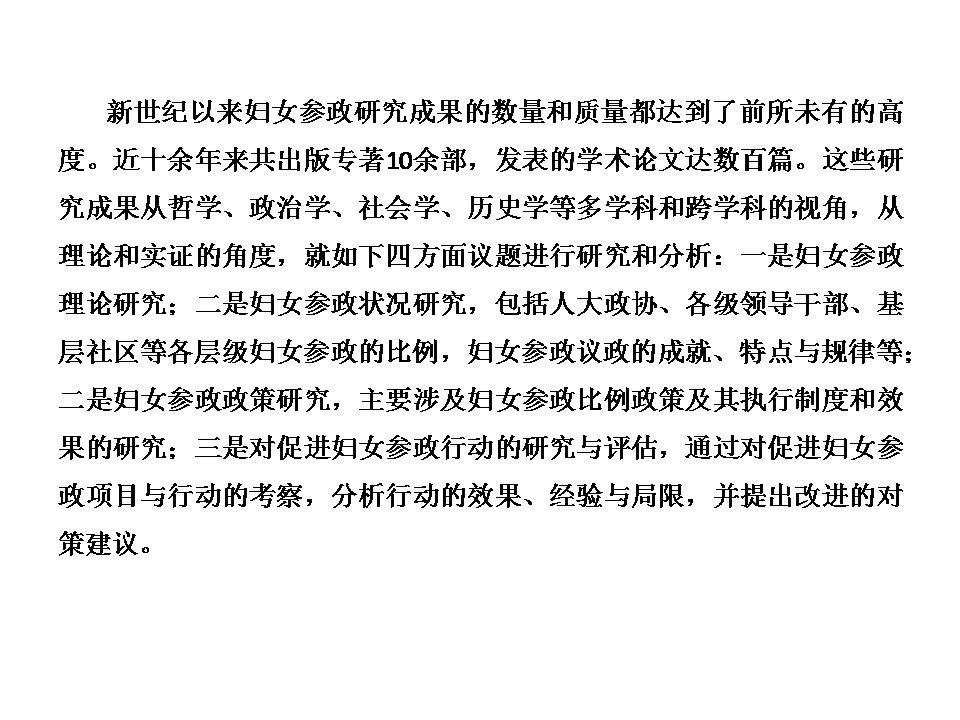 新世纪以来妇女参政研究成果的数量和质量都达到了前所未有的高
度。近十余年来共出版专著10余部，发表的学术论文达数百篇。这些研
究成果从哲学、政治学、社会学、历史学等多学科和跨学科的视角，从
理论和实证的角度，就如下四方面议题进行研究和分析：一是妇女参政
理论研究；二是妇女参政状况研究，包括人大政协、各级领导干部、基
层社区等各层级妇女参政的比例，妇女参政议政的成就、特点与规律等；
二是妇女参政政策研究，主要涉及妇女参政比例政策及其执行制度和效
果的研究；三是对促进妇女参政行动的研究与评估，通过对促进妇女参
政项目与行动的考察，分析行动的效果、经验与局限，并提出改进的对
策建议。